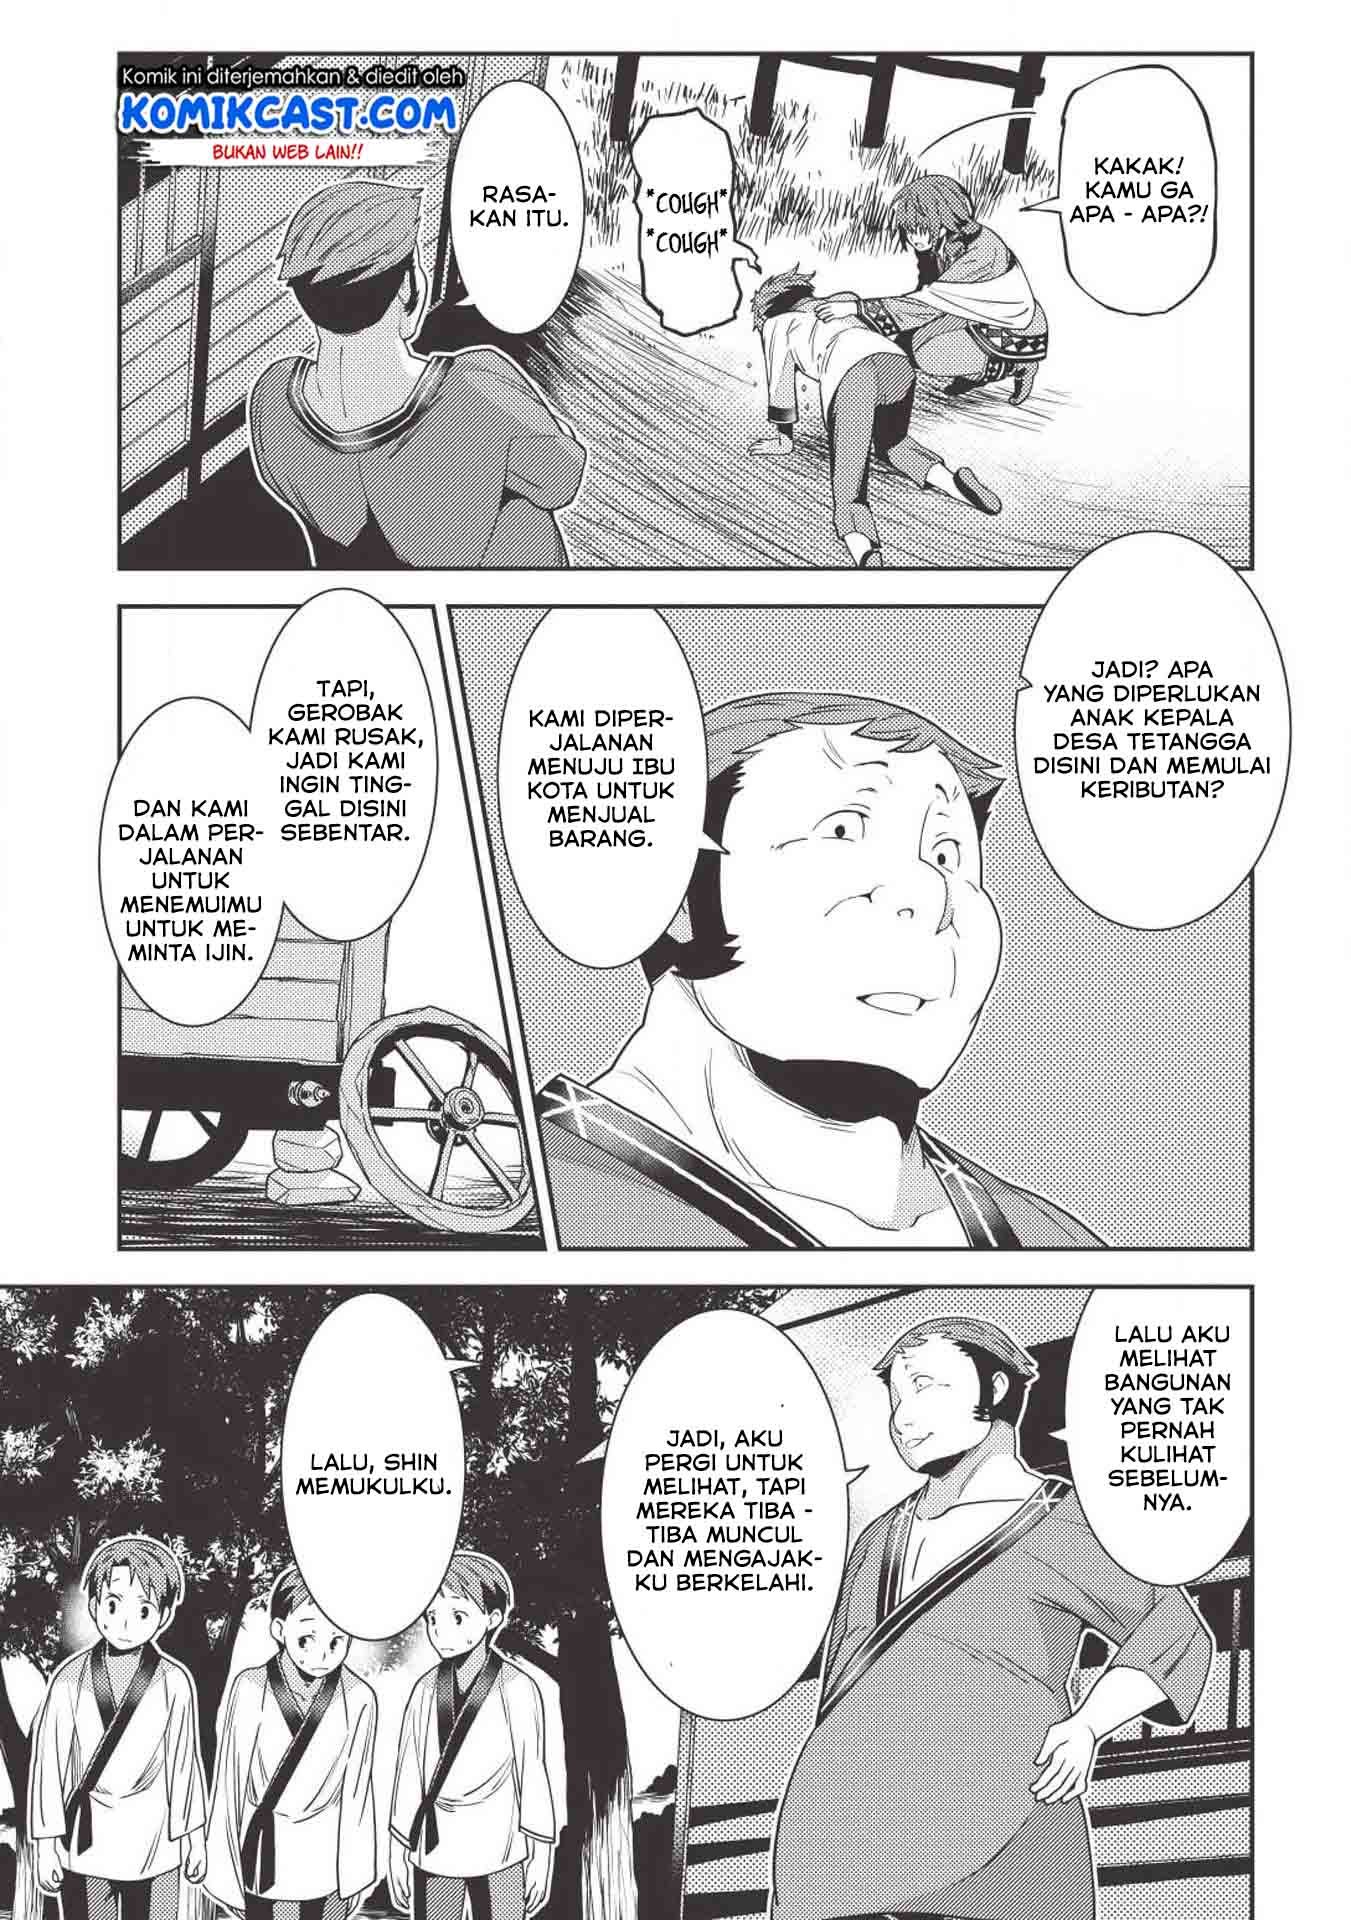 Komik ini diterjemahkan & diedit oleh
KOMIKCAST.COM
BUKAN WEB LAIN!!
KAKAK!
KAMU GA
APA - APA?!
*COUGH*
*COUGH*
RASA-
KAN ITU.
JADI? APA
YANG DIPERLUKAN
ANAK KEPALA
DESA TETANGGA
DISINI DAN MEMULAI
KERIBUTAN?
KAMI DIPER-
JALANAN
MENUJU IBU
KOTA UNTUK
MENJUAL
BARANG.
TAPI,
GEROBAK
KAMI RUSAK,
JADI KAMI
INGIN TING-
GAL DISINI
SEBENTAR.
DAN KAMI
DALAM PER-
JALANAN
UNTUK
MENEMUIMU
UNTUK ME-
MINTA IJIN.
LALU AKU
MELIHAT
BANGUNAN
YANG TAK
PERNAH
KULIHAT
SEBELUM-
NYA.
JADI, AKU
PERGI UNTUK
MELIHAT, TAPI
MEREKA TIBA -
TIBA MUNCUL
DAN MENGAJAK-
KU BERKELAHI.
LALU, SHIN
MEMUKULKU.